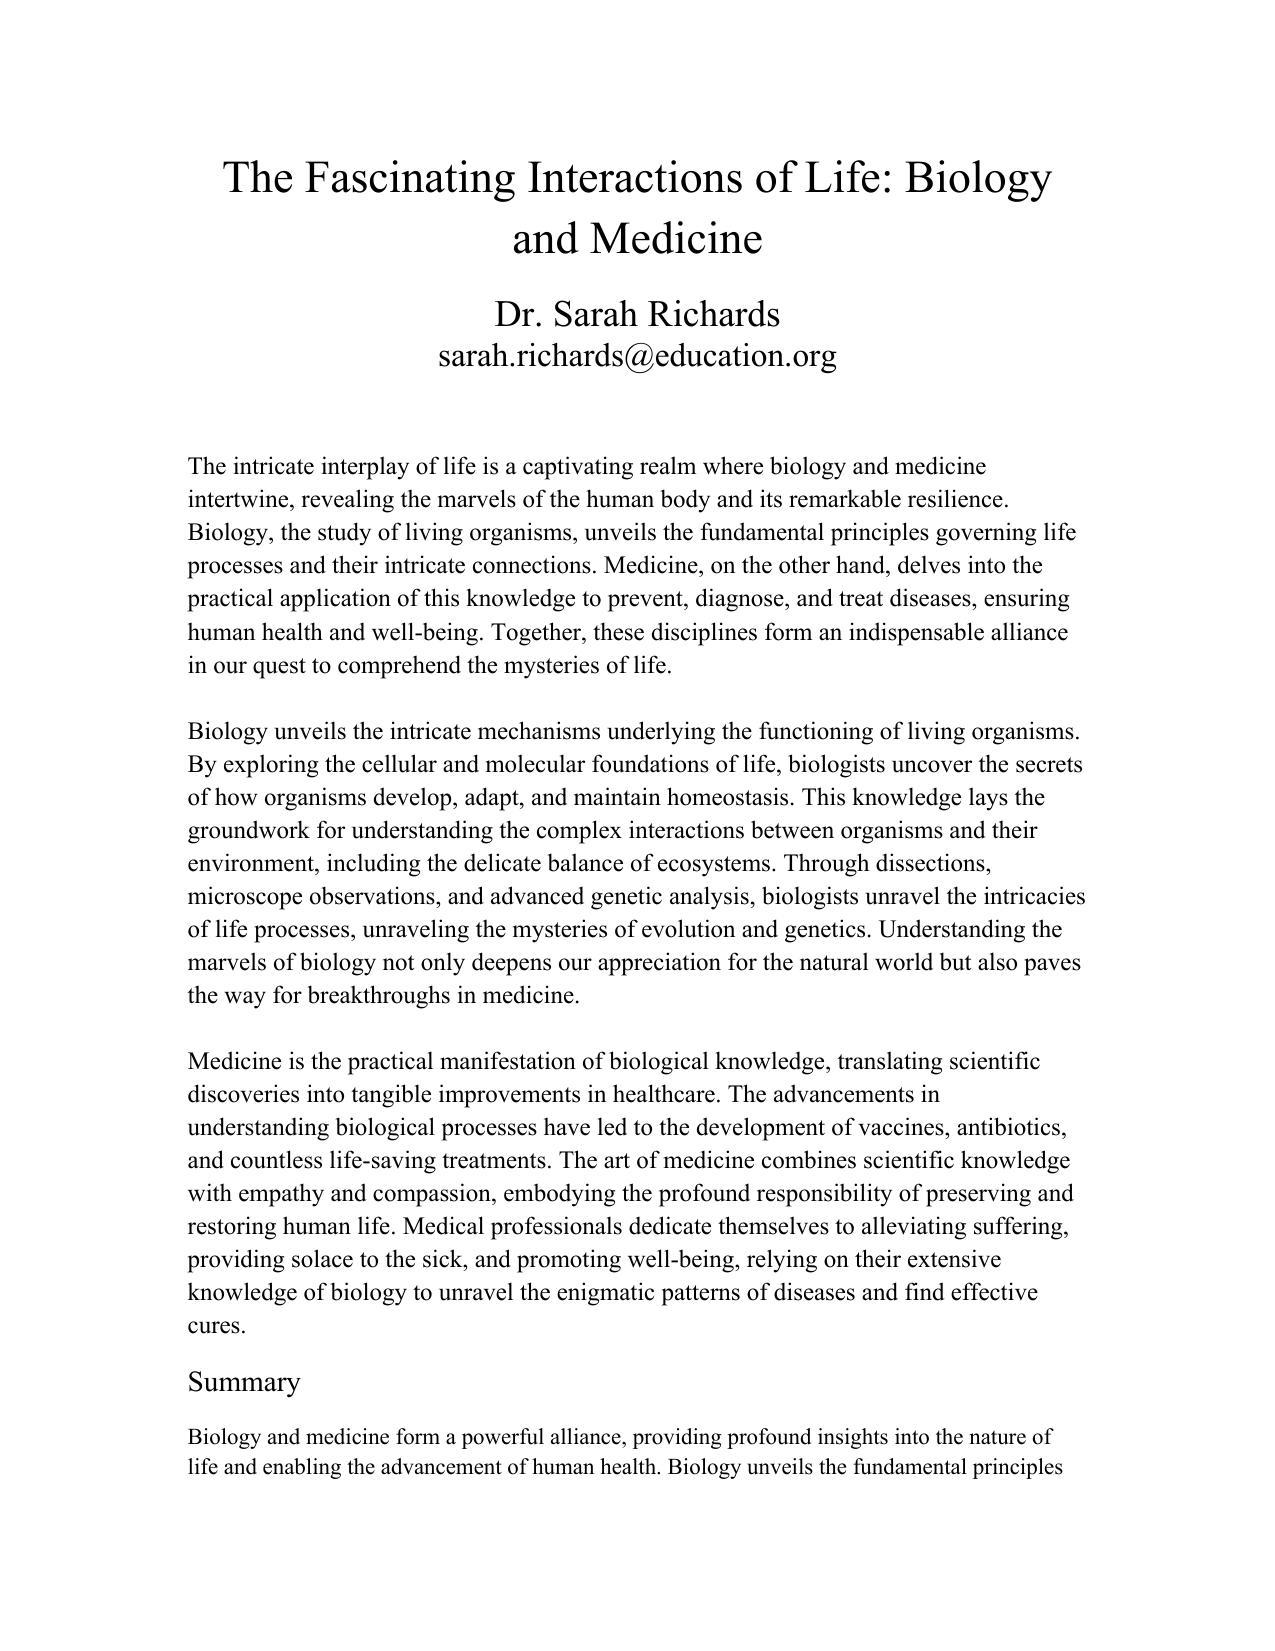 The Fascinating Interactions of Life: Biology
and Medicine
Dr. Sarah Richards
sarah.richards@education.org
The intricate interplay of life is a captivating realm where biology and medicine
intertwine, revealing the marvels of the human body and its remarkable resilience.
Biology, the study of living organisms, unveils the fundamental principles governing life
processes and their intricate connections. Medicine, on the other hand, delves into the
practical application of this knowledge to prevent, diagnose, and treat diseases, ensuring
human health and well-being. Together, these disciplines form an indispensable alliance
in our quest to comprehend the mysteries of life.
Biology unveils the intricate mechanisms underlying the functioning of living organisms.
By exploring the cellular and molecular foundations of life, biologists uncover the secrets
of how organisms develop, adapt, and maintain homeostasis. This knowledge lays the
groundwork for understanding the complex interactions between organisms and their
environment, including the delicate balance of ecosystems. Through dissections,
microscope observations, and advanced genetic analysis, biologists unravel the intricacies
of life processes, unraveling the mysteries of evolution and genetics. Understanding the
marvels of biology not only deepens our appreciation for the natural world but also paves
the way for breakthroughs in medicine.
Medicine is the practical manifestation of biological knowledge, translating scientific
discoveries into tangible improvements in healthcare. The advancements in
understanding biological processes have led to the development of vaccines, antibiotics,
and countless life-saving treatments. The art of medicine combines scientific knowledge
with empathy and compassion, embodying the profound responsibility of preserving and
restoring human life. Medical professionals dedicate themselves to alleviating suffering,
providing solace to the sick, and promoting well-being, relying on their extensive
knowledge of biology to unravel the enigmatic patterns of diseases and find effective
cures.
Summary
Biology and medicine form a powerful alliance, providing profound insights into the nature of
life and enabling the advancement of human health. Biology unveils the fundamental principles